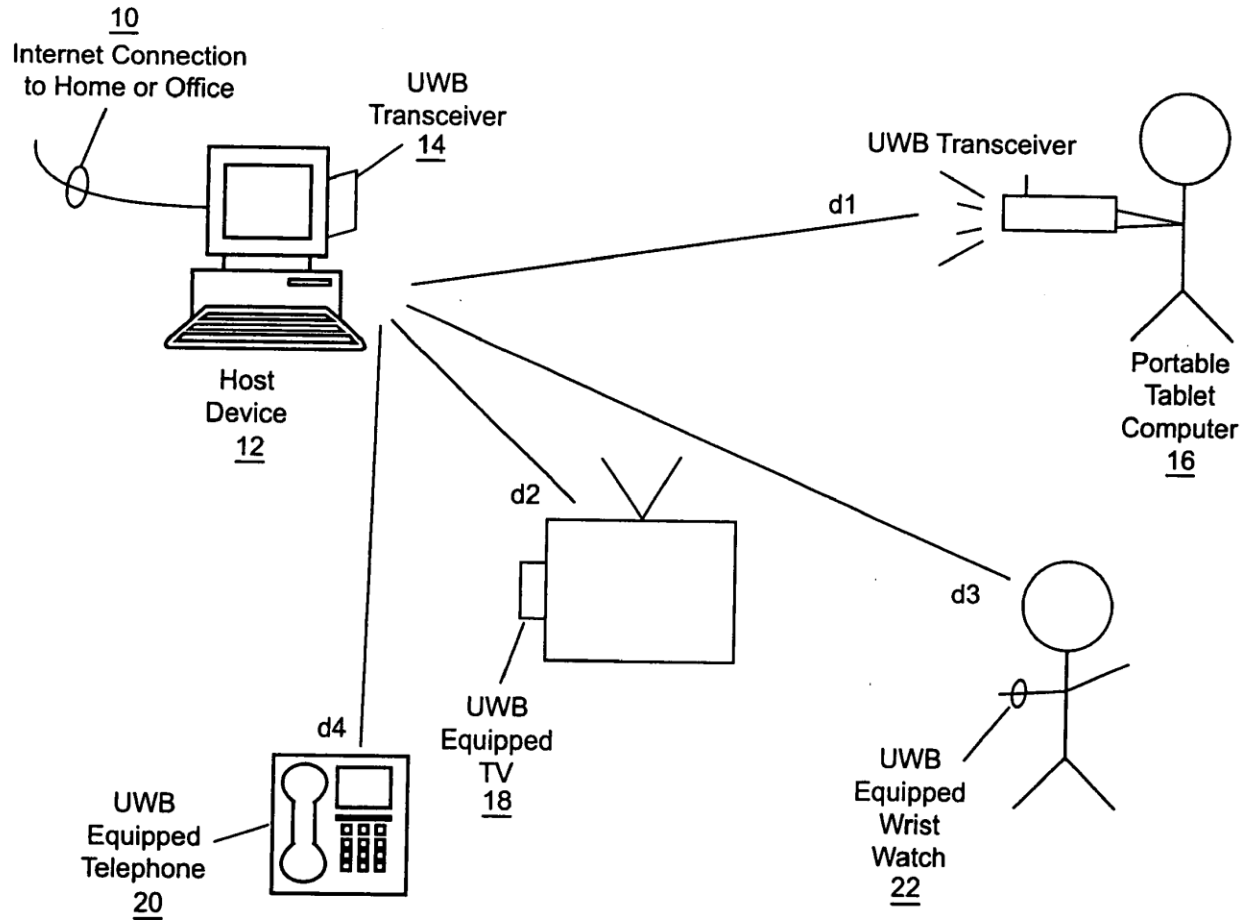 10
Internet Connection
to Home or Office
UWB
Transceiver
14
UWB Transceiver
d1
Host
Device
12
Portable
Tablet
Computer
16
d2
d3
UWB
Equipped
TV
18
d4
UWB
Equipped
Telephone
20
UWB
Equipped
Wrist
Watch
22